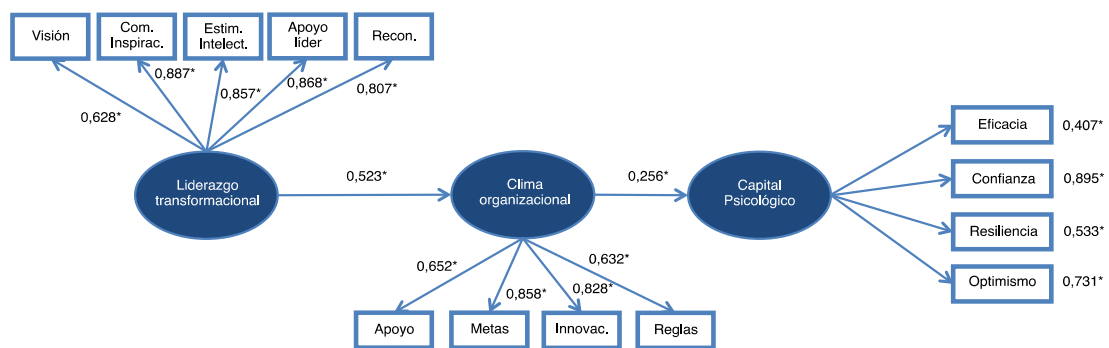 Visión
Com.
Inspirac.
Estim.
Intelect.
Apoyo
líder
Recon.
0,628*
0,887*
0,857*
0,868*
0,807*
Liderazgo
transformacional
0,523*
Clima
organizacional
0,256*
Capital
Psicológico
Eficacia
0,407*
Confianza
0,895*
Resiliencia
0,533*
Optimismo
0,731*
0,652*
0,858*
0,828*
0,632*
Apoyo
Metas
Innovac.
Reglas